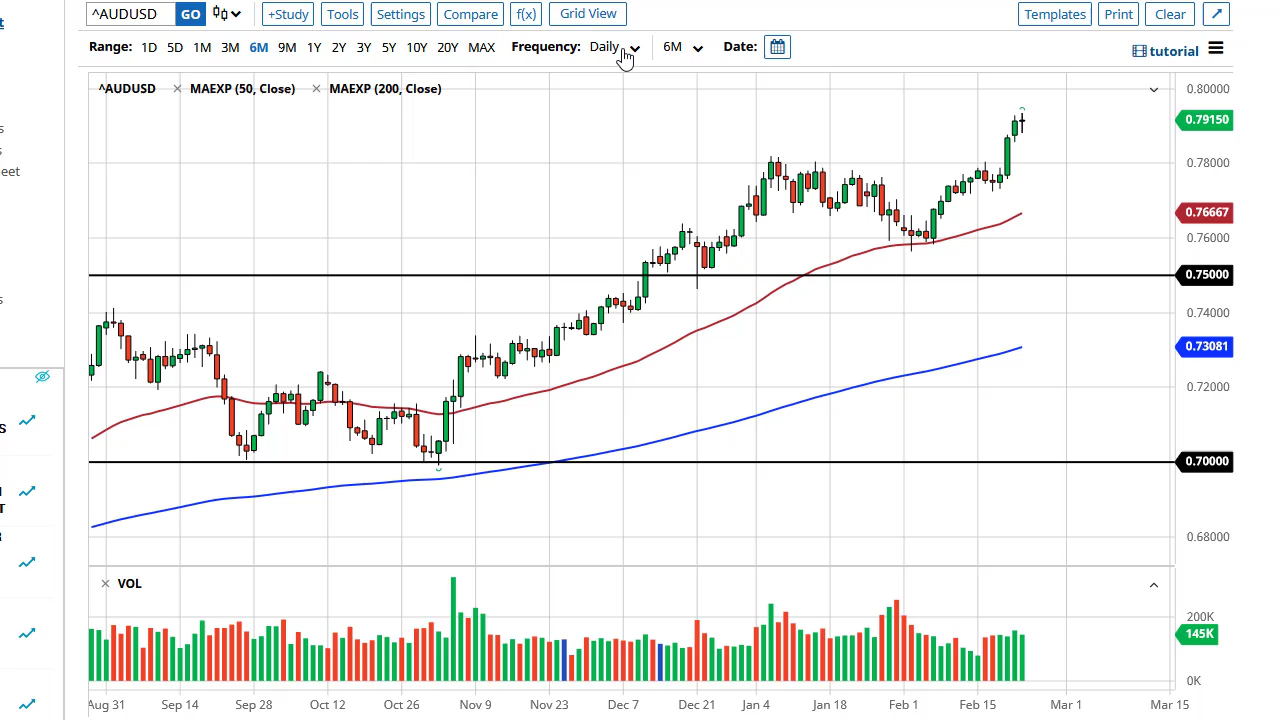 ^AUDUSD GO +Study Tools Settings Compare f(x) Grid View Templates Print Clear
Range: 1D 5D 1M 3M 6M 9M 1Y 2Y 3Y 5Y 10Y 20Y MAX Frequency: Daily 6M Date: tutorial
^AUDUSD × MAEXP (50, Close) × MAEXP (200, Close)
0.80000
0.79150
0.78000
0.76667
0.76000
0.75000
0.74000
0.73081
0.72000
0.70000
0.68000
× VOL
200K
145K
0K
Aug 31 Sep 14 Sep 28 Oct 12 Oct 26 Nov 9 Nov 23 Dec 7 Dec 21 Jan 4 Jan 18 Feb 1 Feb 15 Mar 1 Mar 15
eet